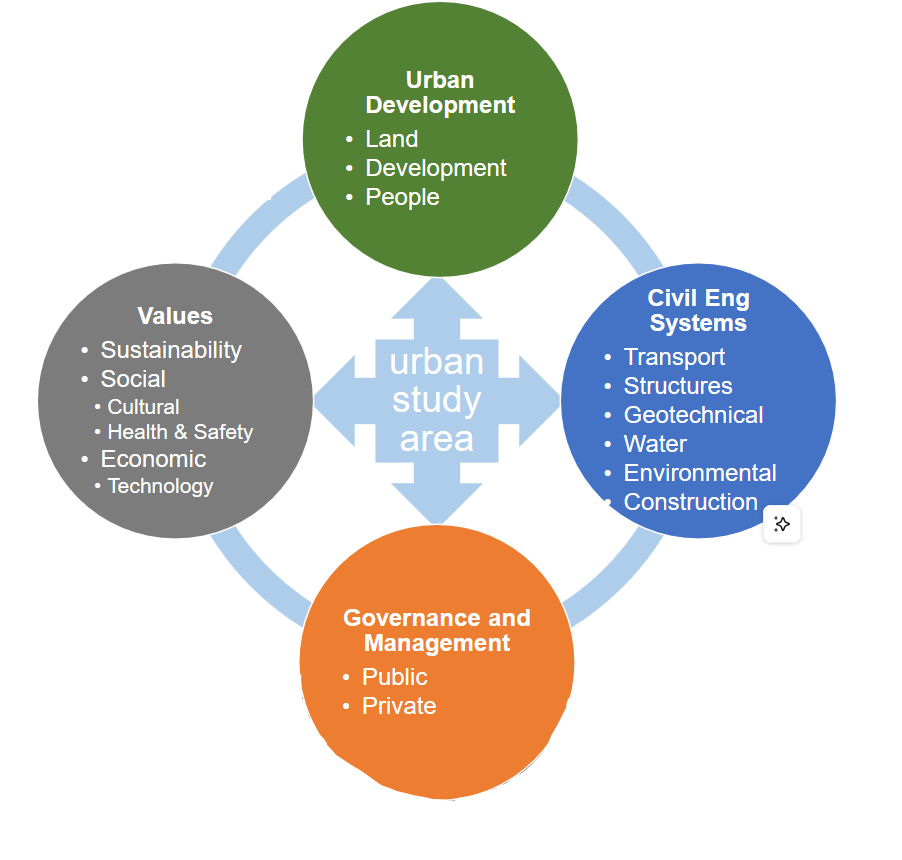 Urban
Development
• Land
• Development
• People
Values
• Sustainability
• Social
• Cultural
• Health & Safety
• Economic
• Technology
urban
study
area
Civil Eng
Systems
• Transport
• Structures
• Geotechnical
• Water
• Environmental
• Construction
Governance and
Management
• Public
• Private